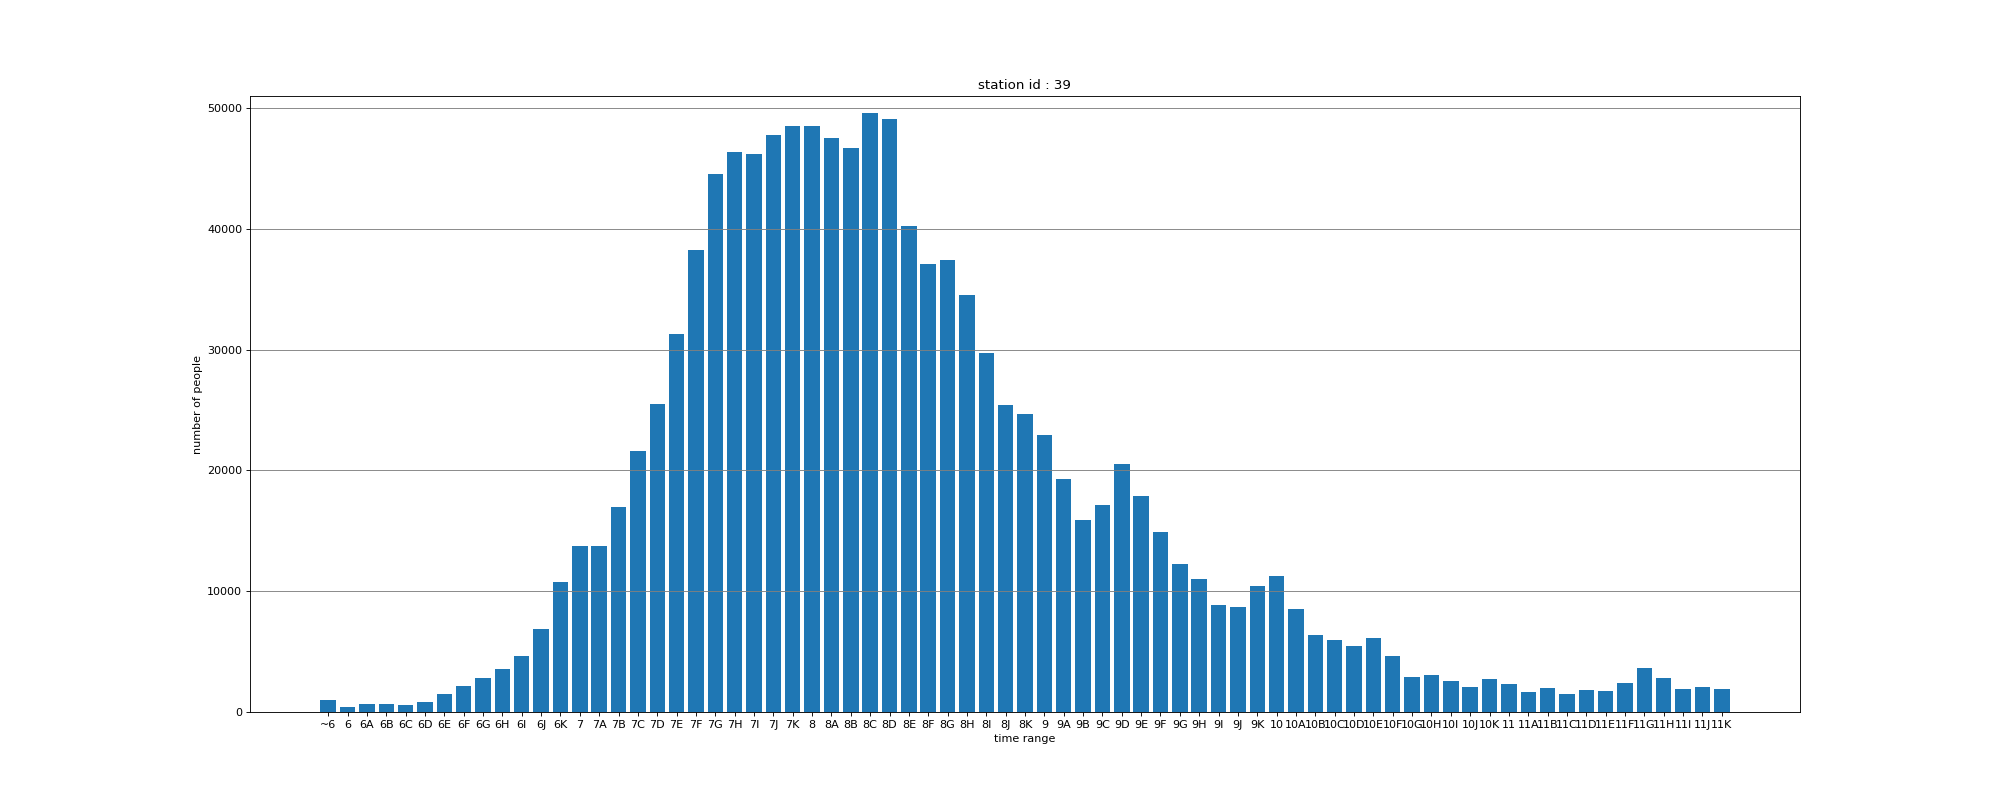 station id : 39
50000
40000
30000
20000
10000
0
number of people
~6 6 6A 6B 6C 6D 6E 6F 6G 6H 6I 6J 6K 7 7A 7B 7C 7D 7E 7F 7G 7H 7I 7J 7K 8 8A 8B 8C 8D 8E 8F 8G 8H 8I 8J 8K 9 9A 9B 9C 9D 9E 9F 9G 9H 9I 9J 9K 10 10A 10B 10C 10D 10E 10F 10G 10H 10I 10J 10K 11 11A 11B 11C 11D 11E 11F 11G 11H 11I 11J 11K
time range